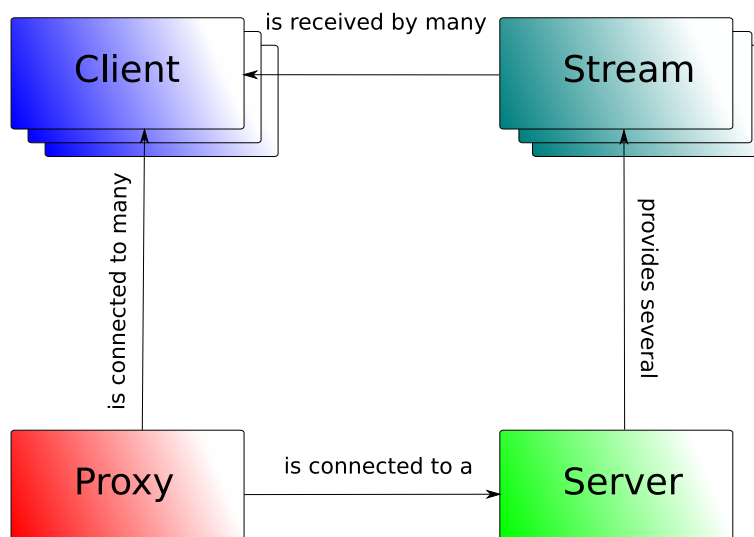 is received by many
Client
Stream
is connected to many
provides several
is connected to a
Proxy
Server